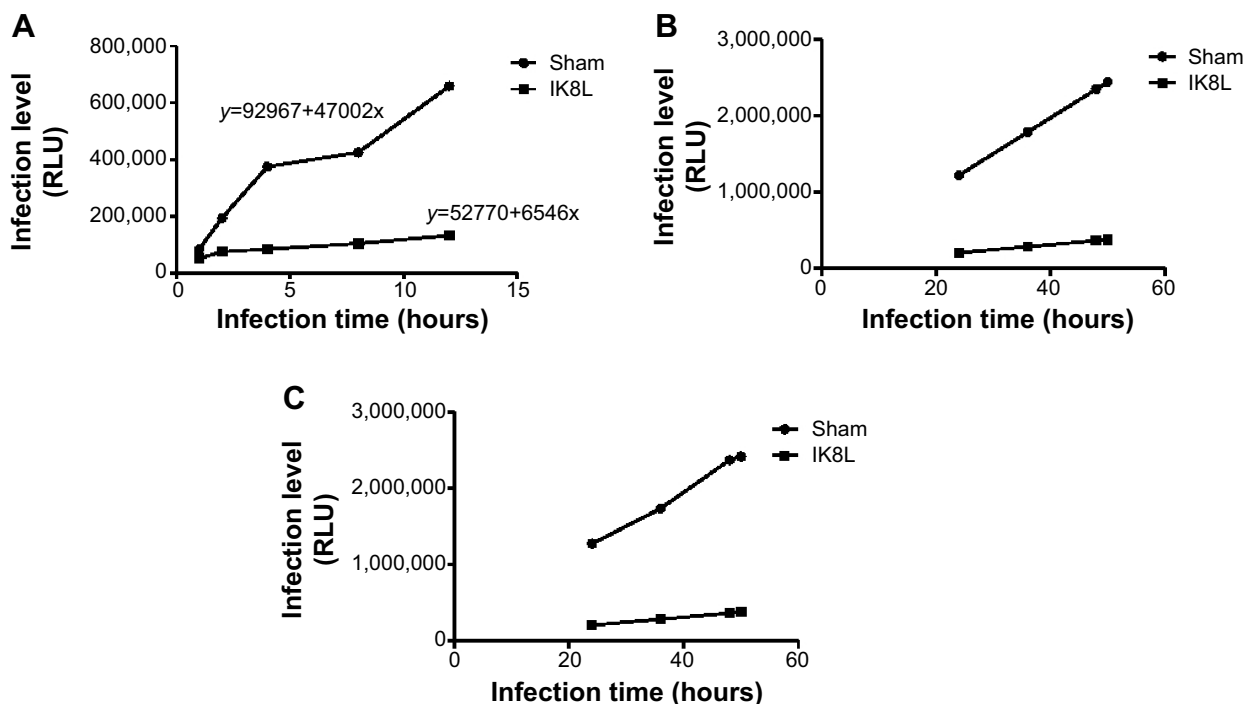 A
Infection level
(RLU)
800,000
600,000
400,000
200,000
0
y=92967+47002x
y=52770+6546x
Sham
IK8L
0 5 10 15
Infection time (hours)
B
Infection level
(RLU)
3,000,000
2,000,000
1,000,000
0
Sham
IK8L
0 20 40 60
Infection time (hours)
C
Infection level
(RLU)
3,000,000
2,000,000
1,000,000
0
Sham
IK8L
0 20 40 60
Infection time (hours)